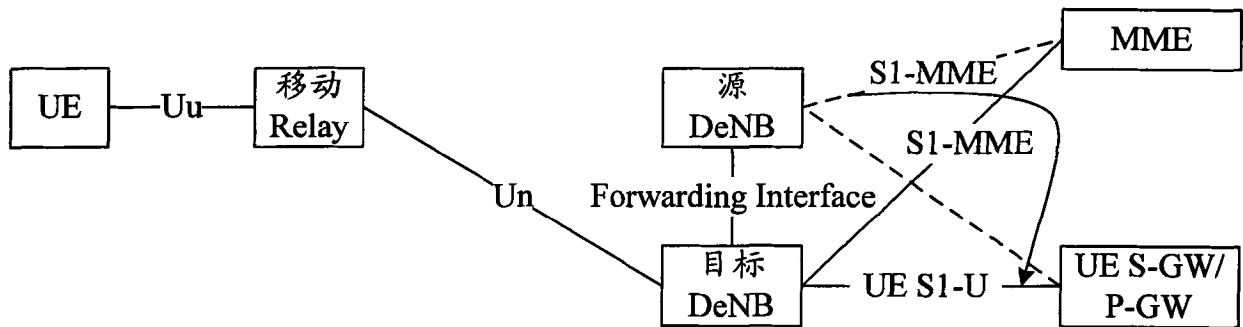 UE
Uu
移动
Relay
Un
源
DeNB
Forwarding Interface
目标
DeNB
S1-MME
S1-MME
UE S1-U
MME
UE S-GW/
P-GW